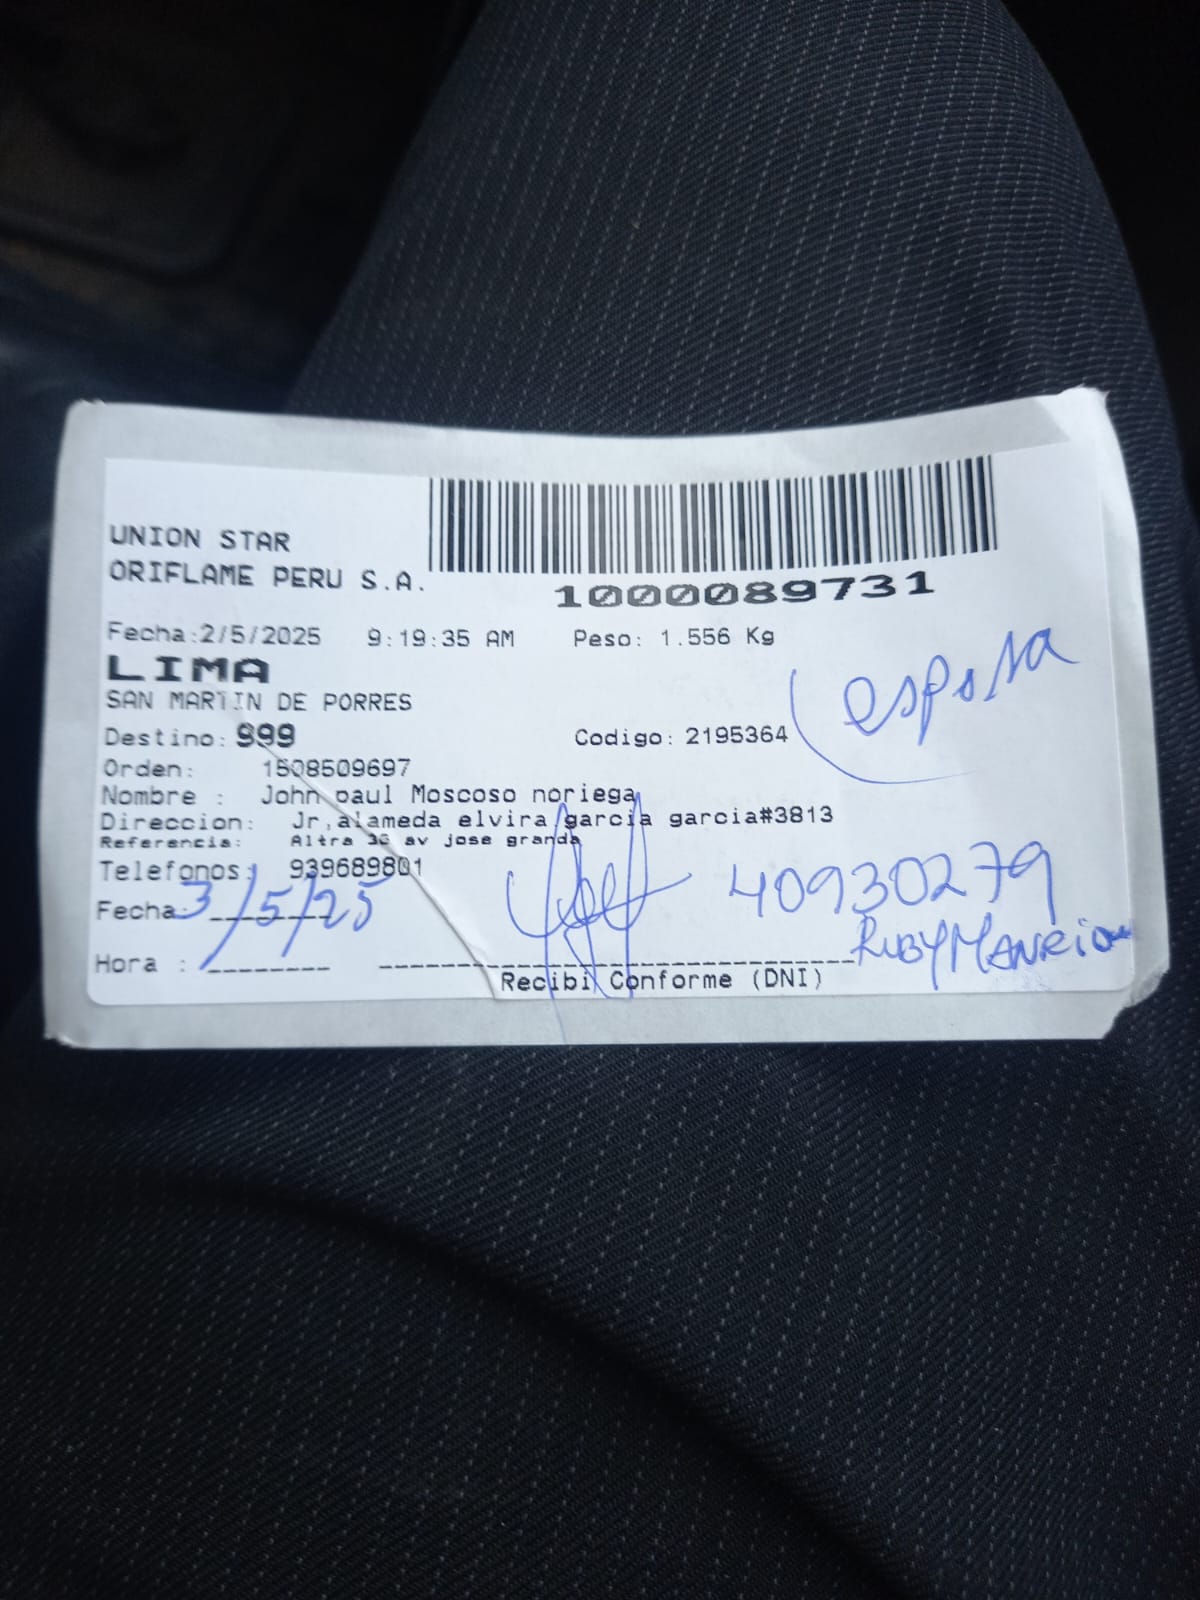 UNION STAR
ORIFLAME PERU S.A.
1000089731
Fecha:2/5/2025 9:19:35 AM Peso: 1.556 Kg
LIMA
SAN MARTIN DE PORRES
esposa
Destino: 999 Codigo: 2195364
Orden: 1508509697
Nombre : John paul Moscoso noriega
Direccion: Jr,alameda elvira garcia garcia#3813
Referencia: Altra 36 av jose granda
Telefonos: 939689801
40930279
Fecha: 3/5/25
RUBY MANRiQUE
Hora :
Recibi Conforme (DNI)